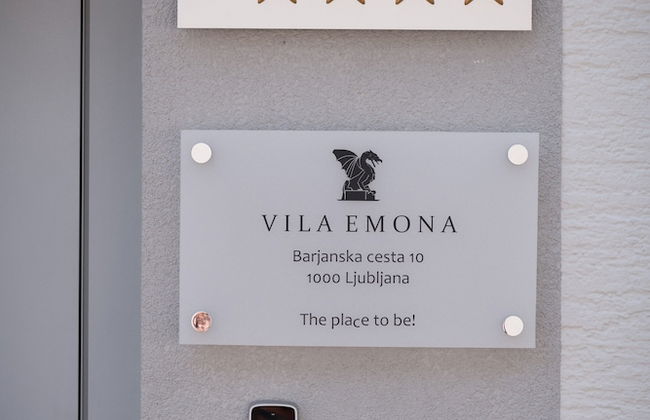 VILA EMONA
Barjanska cesta 10
1000 Ljubljana
The place to be!